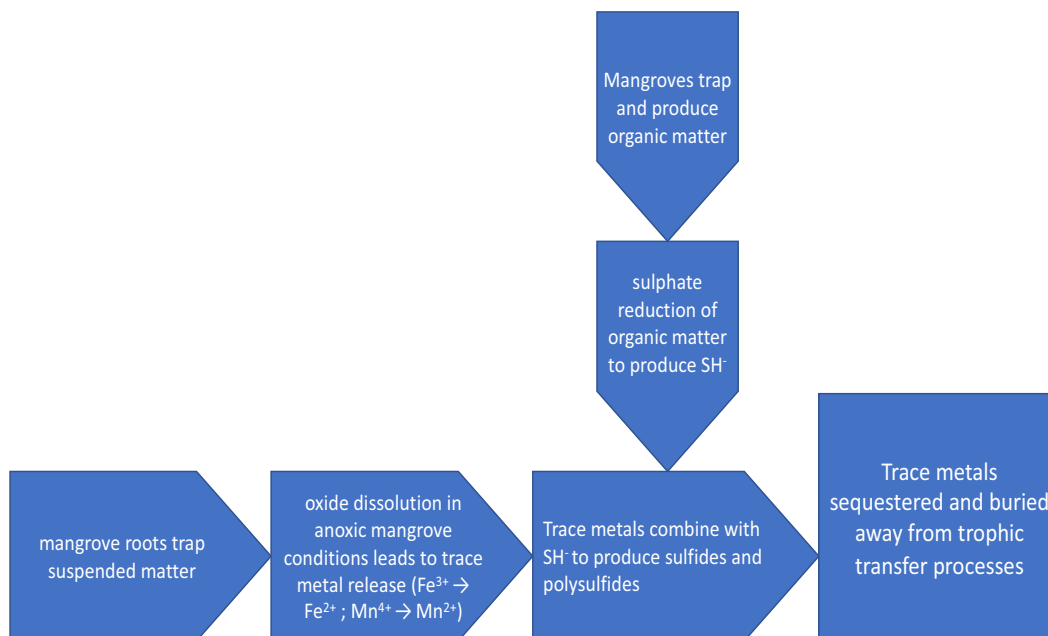 Mangroves trap
and produce
organic matter
sulphate
reduction of
organic matter
to produce SH⁻
mangrove roots trap
suspended matter
oxide dissolution in
anoxic mangrove
conditions leads to trace
metal release (Fe³⁺ →
Fe²⁺ ; Mn⁴⁺ → Mn²⁺)
Trace metals combine with
SH⁻ to produce sulfides and
polysulfides
Trace metals
sequestered and buried
away from trophic
transfer processes